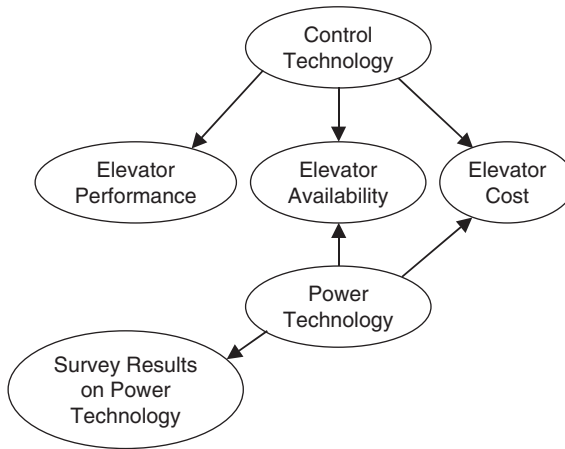 Control
Technology
Elevator
Performance
Elevator
Availability
Elevator
Cost
Power
Technology
Survey Results
on Power
Technology